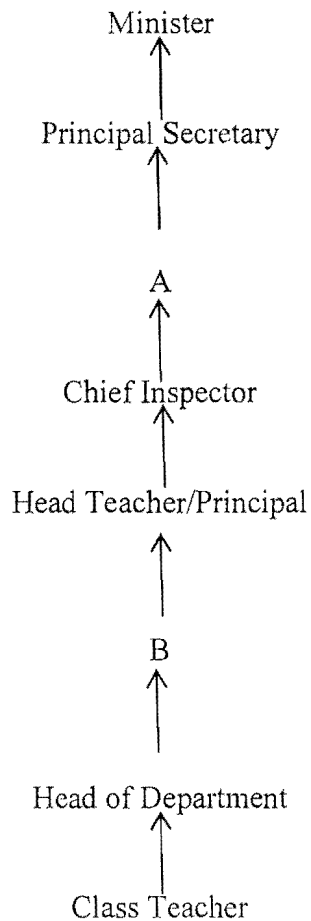 Minister
Principal Secretary
A
Chief Inspector
Head Teacher/Principal
B
Head of Department
Class Teacher